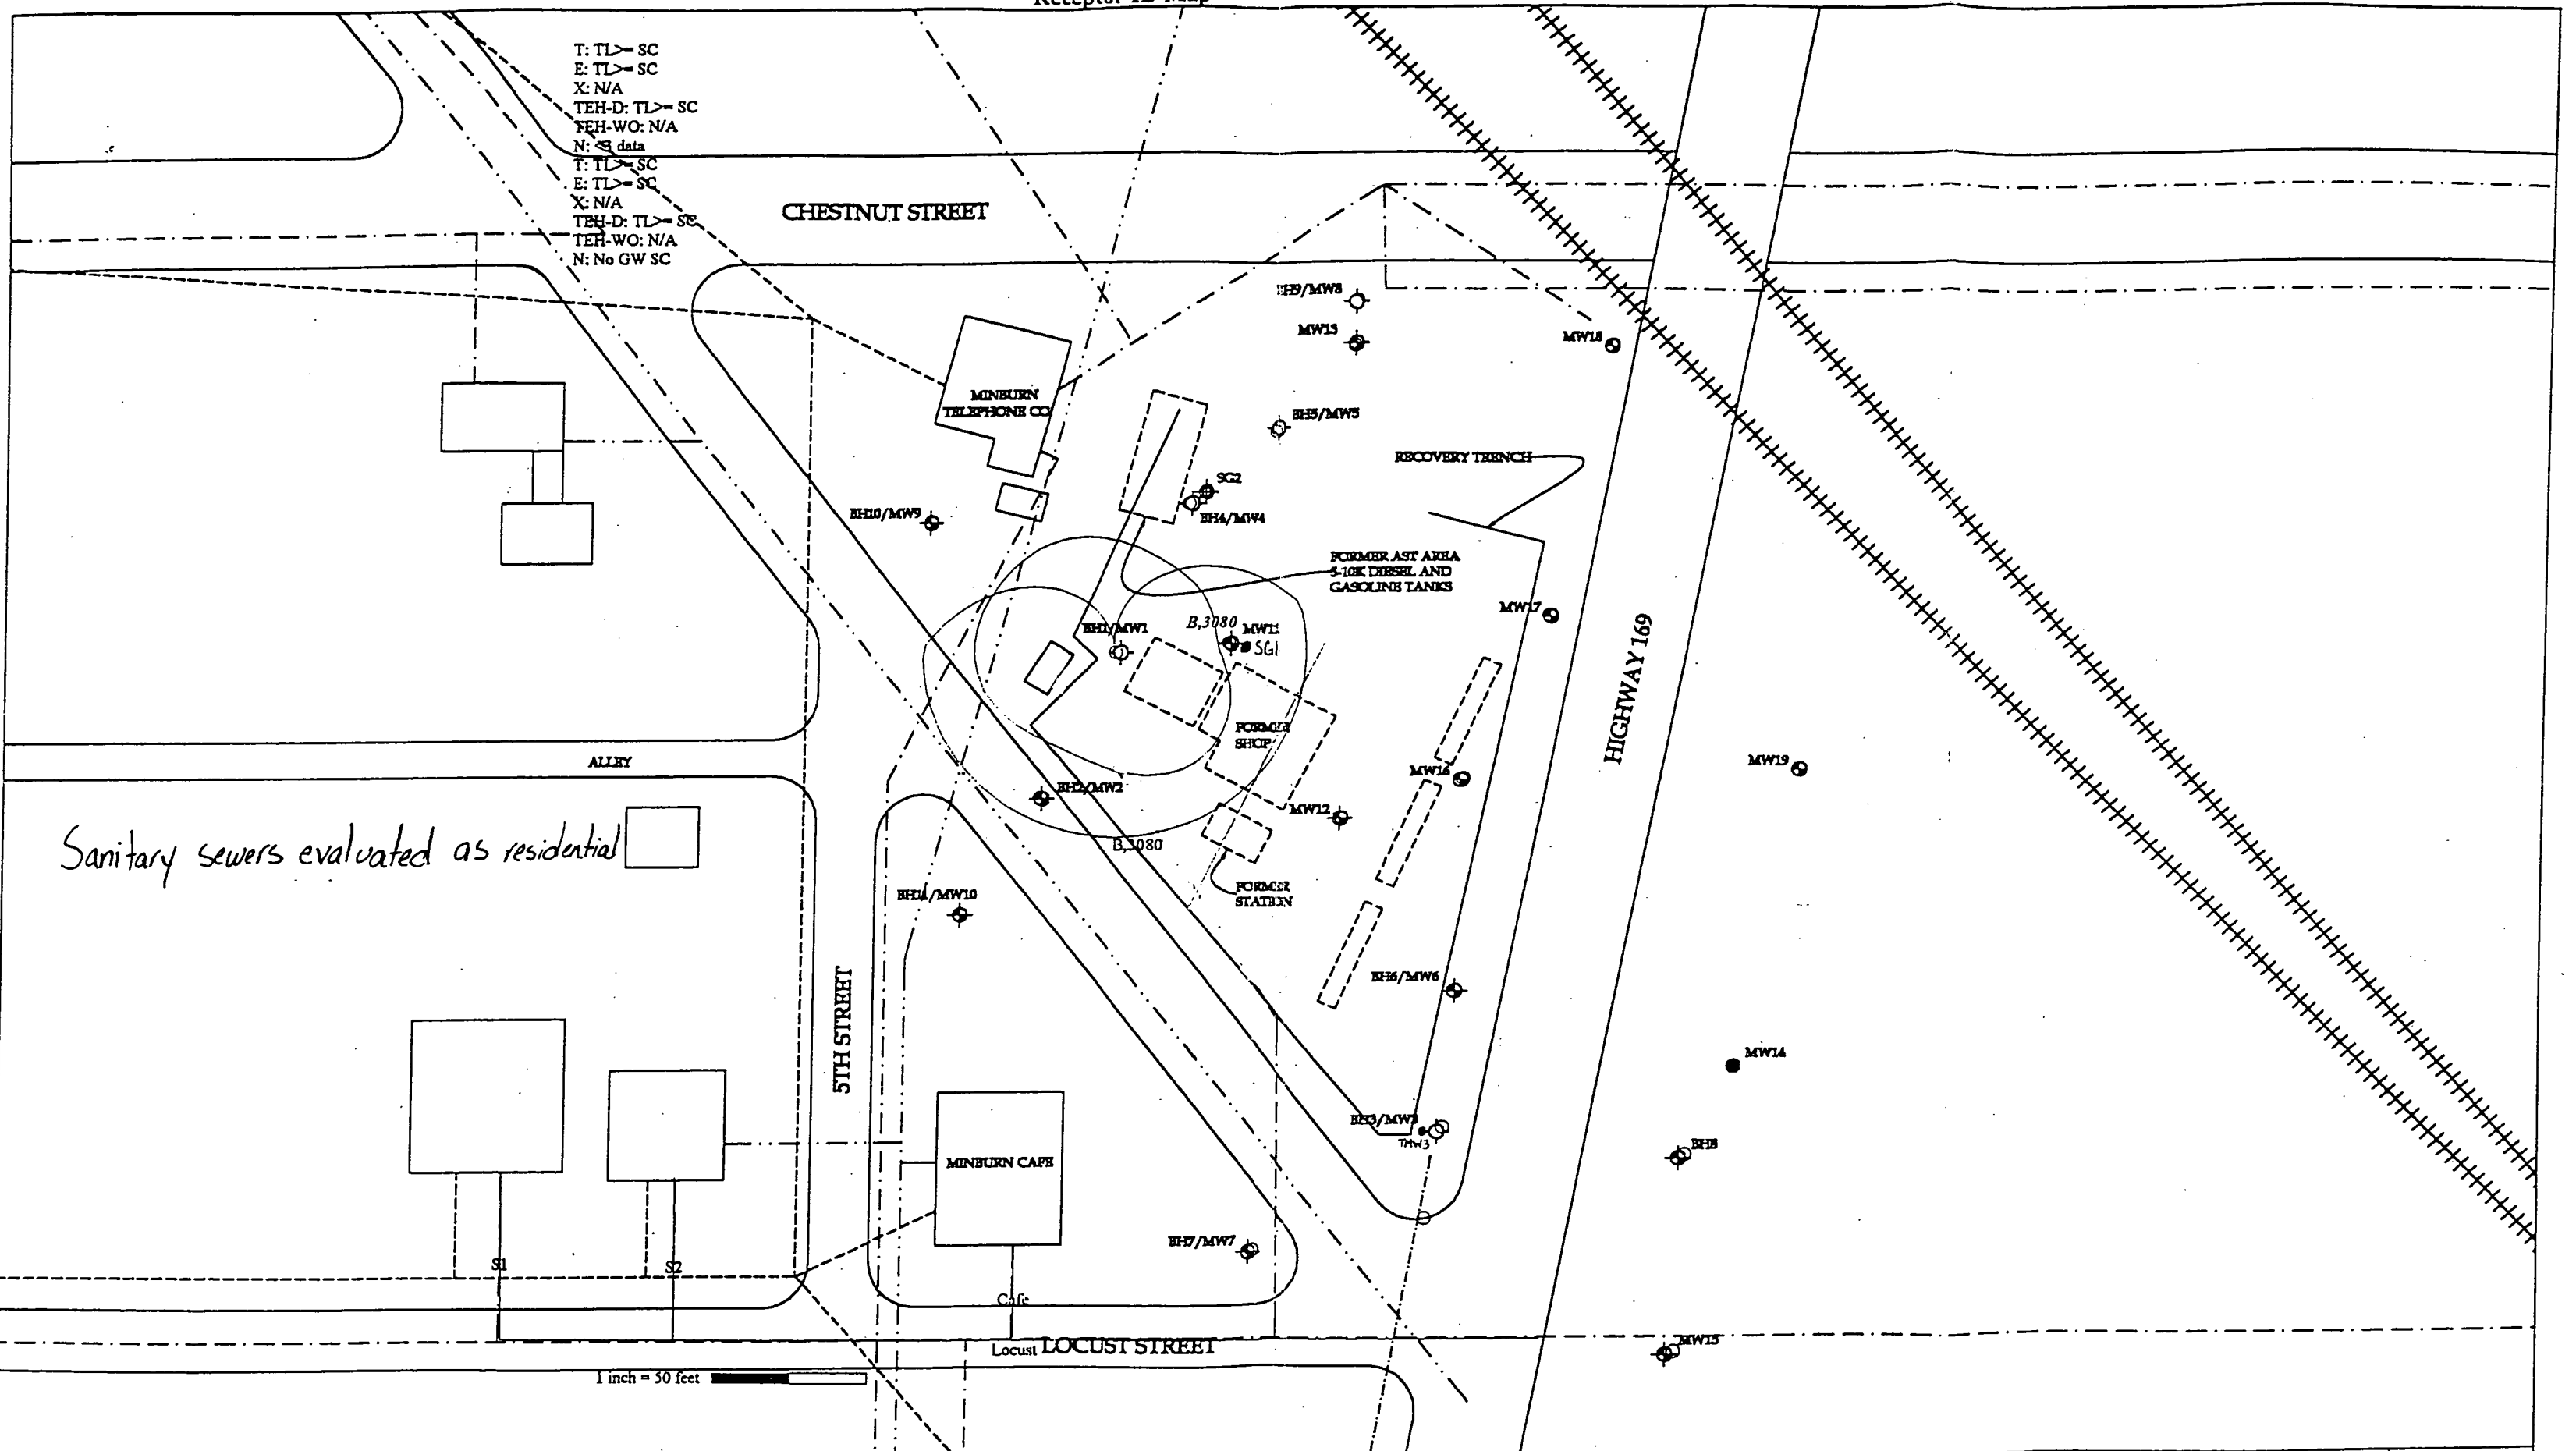 Receptor ID Map
T: TL>= SC
E: TL>= SC
X: N/A
TEH-D: TL>= SC
TEH-WO: N/A
N: <3 data
T: TL>= SC
E: TL>= SC
X: N/A
TEH-D: TL>= SC
TEH-WO: N/A
N: No GW SC
CHESTNUT STREET
BH9/MW8
MW13
MW18
MINBURN
TELEPHONE CO
BH5/MW5
RECOVERY TRENCH
SG2
BH10/MW9
BH4/MW4
FORMER AST AREA
5-10K DIESEL AND
GASOLINE TANKS
MW17
BH1/MW1
B,3080
MW11
SG1
HIGHWAY 169
FORMER
SHOP
ALLEY
MW16
MW19
BH2/MW2
MW12
B,3080
Sanitary sewers evaluated as residential
FORMER
STATION
BH11/MW10
BH6/MW6
5TH STREET
MW14
BH3/MW3
TMW3
BH8
MINBURN CAFE
BH7/MW7
S1
S2
Cafe
Locust
LOCUST STREET
MW15
1 inch = 50 feet